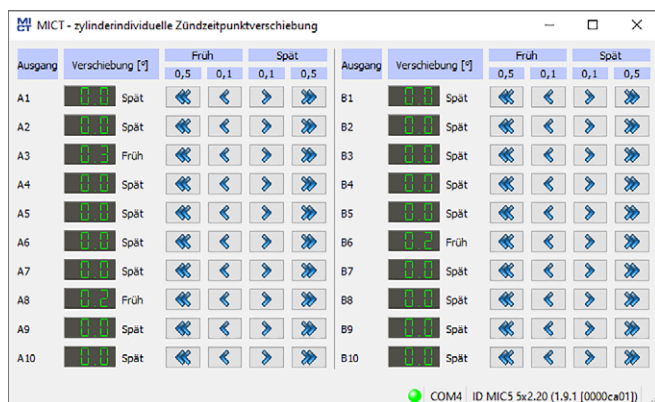 MICT MICT - zylinderindividuelle Zündzeitpunktverschiebung
Ausgang Verschiebung [°] Früh Spät Ausgang Verschiebung [°] Früh Spät
0,5 0,1 0,1 0,5 0,5 0,1 0,1 0,5
A1 0.0 Spät B1 0.0 Spät
A2 0.0 Spät B2 0.0 Spät
A3 0.3 Früh B3 0.0 Spät
A4 0.0 Spät B4 0.0 Spät
A5 0.0 Spät B5 0.0 Spät
A6 0.0 Spät B6 0.2 Früh
A7 0.0 Spät B7 0.0 Spät
A8 0.2 Früh B8 0.0 Spät
A9 0.0 Spät B9 0.0 Spät
A10 0.0 Spät B10 0.0 Spät
COM4 ID MIC5 5x2.20 (1.9.1 [0000ca01])